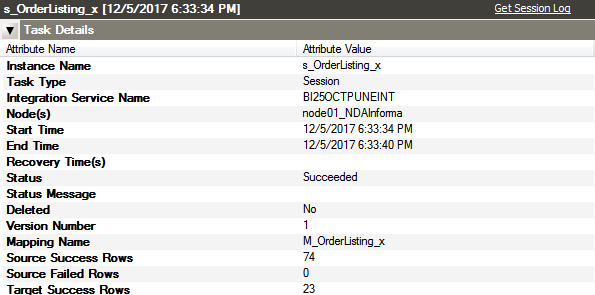 s_OrderListing_x [12/5/2017 6:33:34 PM] Get Session Log
Task Details
Attribute Name Attribute Value
Instance Name s_OrderListing_x
Task Type Session
Integration Service Name BI25OCTPUNEINT
Node(s) node01_NDAInforma
Start Time 12/5/2017 6:33:34 PM
End Time 12/5/2017 6:33:40 PM
Recovery Time(s)
Status Succeeded
Status Message
Deleted No
Version Number 1
Mapping Name M_OrderListing_x
Source Success Rows 74
Source Failed Rows 0
Target Success Rows 23